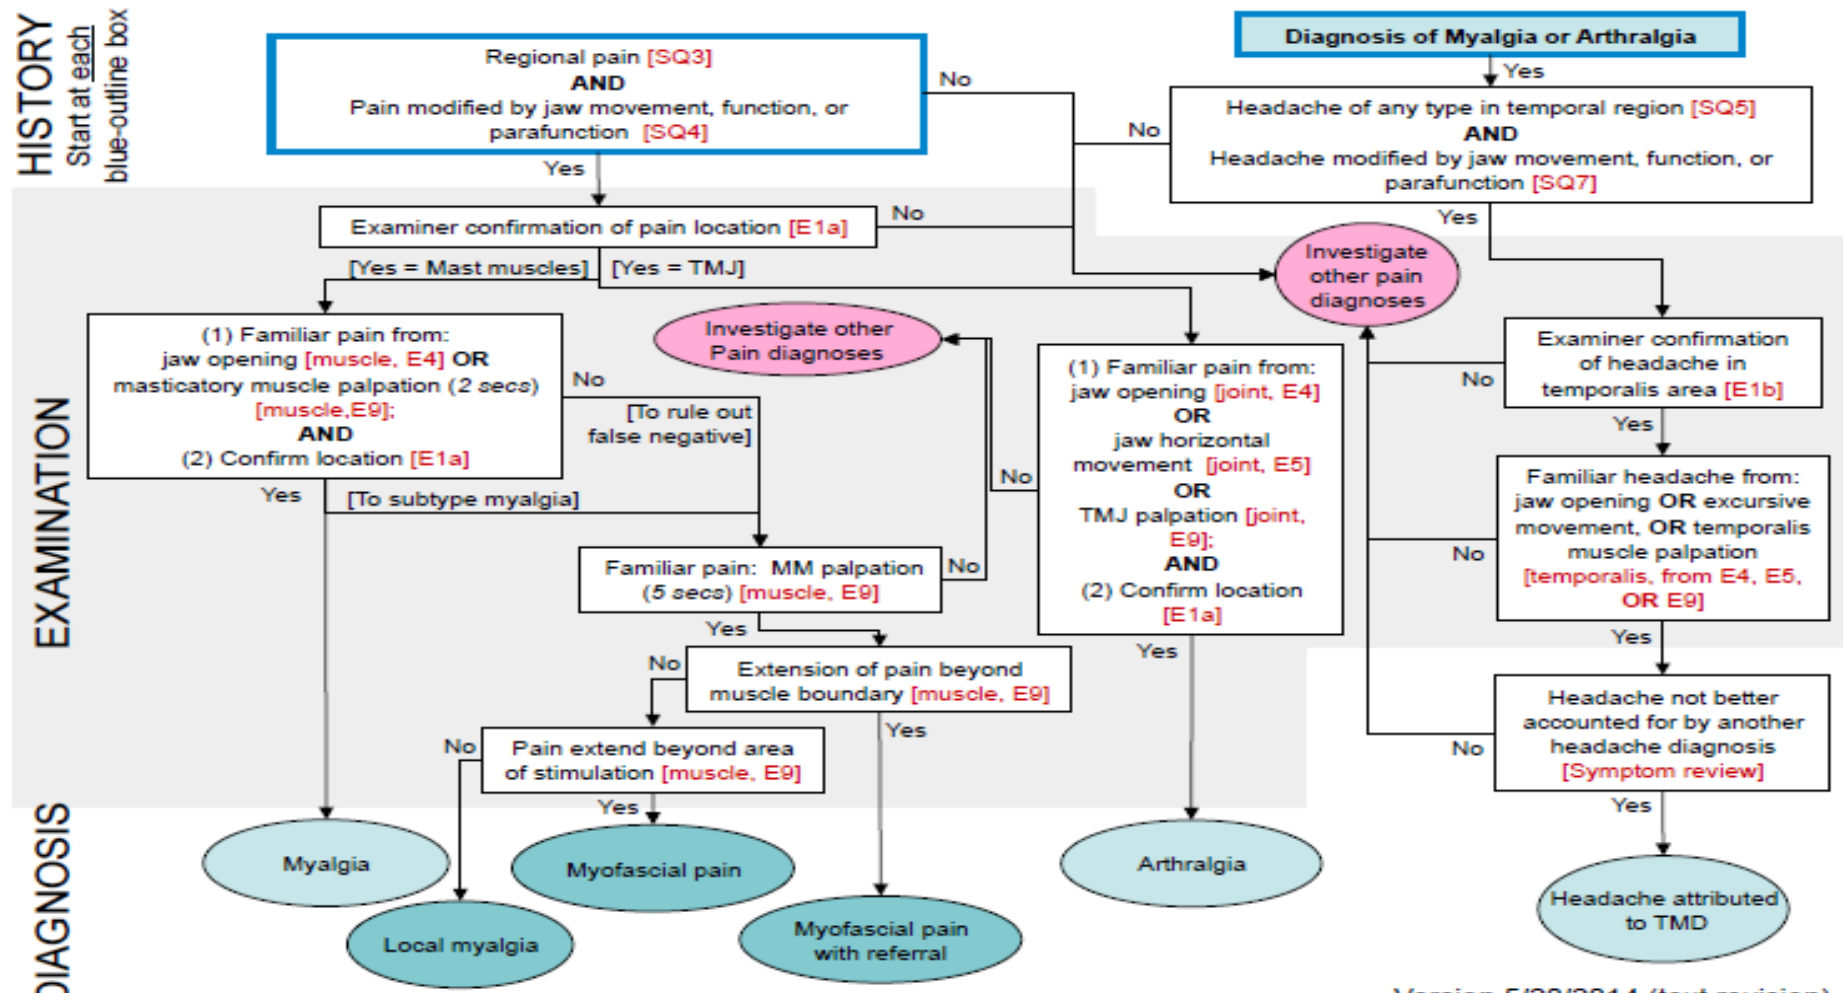 HISTORY
Start at each
blue-outline box
Regional pain [SQ3]
AND
Pain modified by jaw movement, function, or
parafunction [SQ4]
No
Yes
Diagnosis of Myalgia or Arthralgia
Yes
Headache of any type in temporal region [SQ5]
AND
Headache modified by jaw movement, function, or
parafunction [SQ7]
No
Yes
EXAMINATION
Examiner confirmation of pain location [E1a]
No
[Yes = Mast muscles]
[Yes = TMJ]
Investigate
other pain
diagnoses
(1) Familiar pain from:
jaw opening [muscle, E4] OR
masticatory muscle palpation (2 secs)
[muscle,E9];
AND
(2) Confirm location [E1a]
No
[To rule out
false negative]
Yes
[To subtype myalgia]
Investigate other
Pain diagnoses
Familiar pain: MM palpation
(5 secs) [muscle, E9]
No
Yes
Extension of pain beyond
muscle boundary [muscle, E9]
No
Yes
Pain extend beyond area
of stimulation [muscle, E9]
No
Yes
(1) Familiar pain from:
jaw opening [joint, E4]
OR
jaw horizontal
movement [joint, E5]
OR
TMJ palpation [joint,
E9];
AND
(2) Confirm location
[E1a]
No
Yes
Examiner confirmation
of headache in
temporalis area [E1b]
No
Yes
Familiar headache from:
jaw opening OR excursive
movement, OR temporalis
muscle palpation
[temporalis, from E4, E5,
OR E9]
No
Yes
Headache not better
accounted for by another
headache diagnosis
[Symptom review]
No
Yes
DIAGNOSIS
Myalgia
Local myalgia
Myofascial pain
Myofascial pain
with referral
Arthralgia
Headache attributed
to TMD